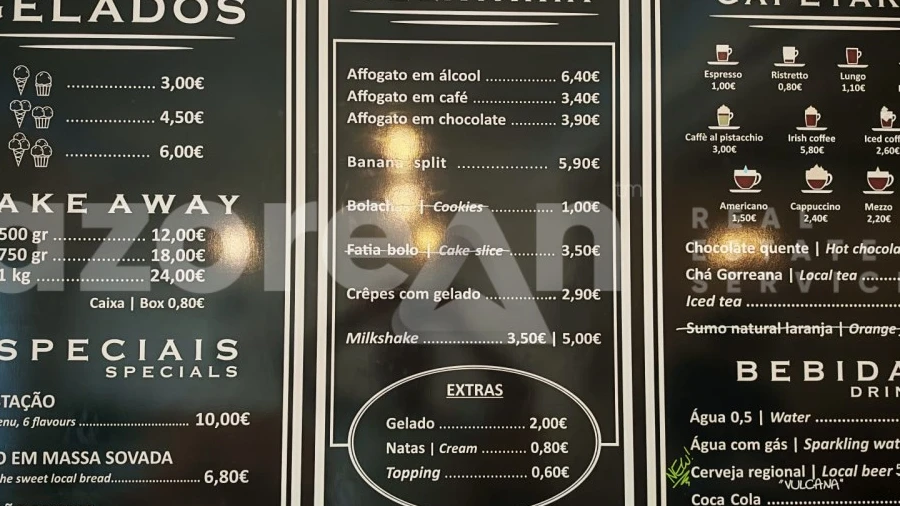 GELADOS
3,00€
4,50€
6,00€
AKE AWAY
500 gr 12,00€
750 gr 18,00€
1 kg 24,00€
Caixa | Box 0,80€
SPECIAIS
SPECIALS
TAÇÃO
enu, 6 flavours 10,00€
O EM MASSA SOVADA
he sweet local bread 6,80€
Affogato em álcool 6,40€
Affogato em café 3,40€
Affogato em chocolate 3,90€
Banana split 5,90€
Bolach | Cookies 1,00€
Fatia bolo | Cake slice 3,50€
Crêpes com gelado 2,90€
Milkshake 3,50€ | 5,00€
EXTRAS
Gelado 2,00€
Natas | Cream 0,80€
Topping 0,60€
Espresso Ristretto Lungo
1,00€ 0,80€ 1,10€
Caffè al pistacchio Irish coffee Iced coff
3,00€ 5,80€ 2,60€
Americano Cappuccino Mezzo
1,50€ 2,40€ 2,20€
Chocolate quente | Hot chocola
Chá Gorreana | Local tea
Iced tea
Sumo natural laranja | Orange
BEBIDA
DRIN
Água 0,5 | Water
Água com gás | Sparkling wat
NEW! Cerveja regional | Local beer
"VULCANA"
Coca Cola
azorean™
REAL
ESTATE
SERVIC